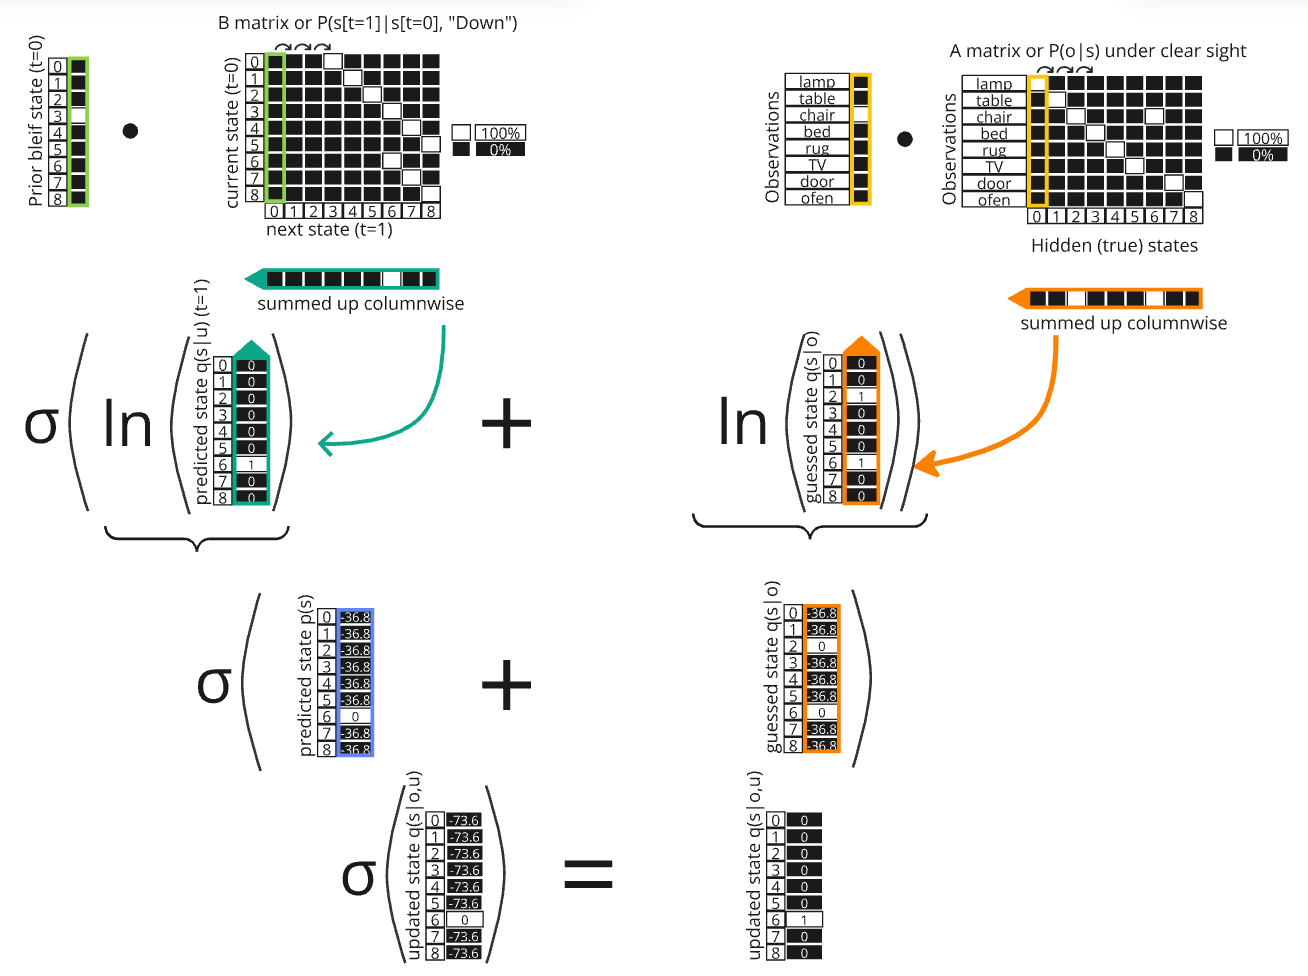 B matrix or P(s[t=1]|s[t=0], "Down")
Prior bleif state (t=0)
0
1
2
3
4
5
6
7
8
current state (t=0)
0
1
2
3
4
5
6
7
8
0 1 2 3 4 5 6 7 8
next state (t=1)
100%
0%
A matrix or P(o|s) under clear sight
Observations
lamp
table
chair
bed
rug
TV
door
ofen
Observations
lamp
table
chair
bed
rug
TV
door
ofen
0 1 2 3 4 5 6 7 8
Hidden (true) states
100%
0%
summed up columnwise
summed up columnwise
σ ( ln (
predicted state q(s|u) (t=1)
0 0
1 0
2 0
3 0
4 0
5 0
6 1
7 0
8 0
) +
ln (
guessed state q(s|o)
0 0
1 0
2 1
3 0
4 0
5 0
6 1
7 0
8 0
) )
σ (
predicted state p(s)
0 -36.8
1 -36.8
2 -36.8
3 -36.8
4 -36.8
5 -36.8
6 0
7 -36.8
8 -36.8
+
guessed state q(s|o)
0 -36.8
1 -36.8
2 0
3 -36.8
4 -36.8
5 -36.8
6 0
7 -36.8
8 -36.8
)
σ (
updated state q(s|o,u)
0 -73.6
1 -73.6
2 -73.6
3 -73.6
4 -73.6
5 -73.6
6 0
7 -73.6
8 -73.6
) =
updated state q(s|o,u)
0 0
1 0
2 0
3 0
4 0
5 0
6 1
7 0
8 0